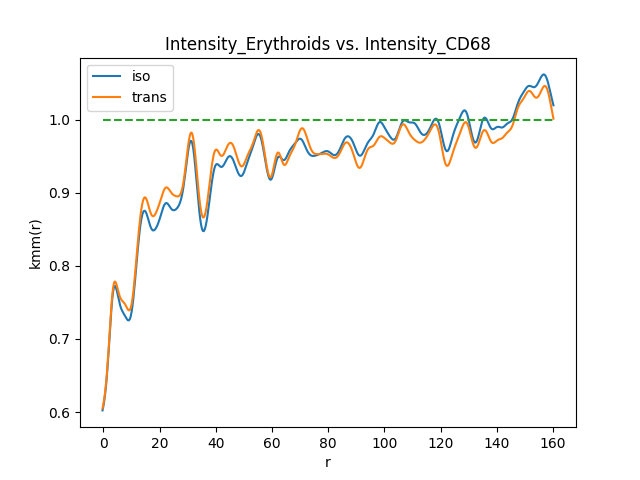 Intensity_Erythroids vs. Intensity_CD68
iso
trans
1.0
0.9
0.8
0.7
0.6
kmm(r)
0 20 40 60 80 100 120 140 160
r